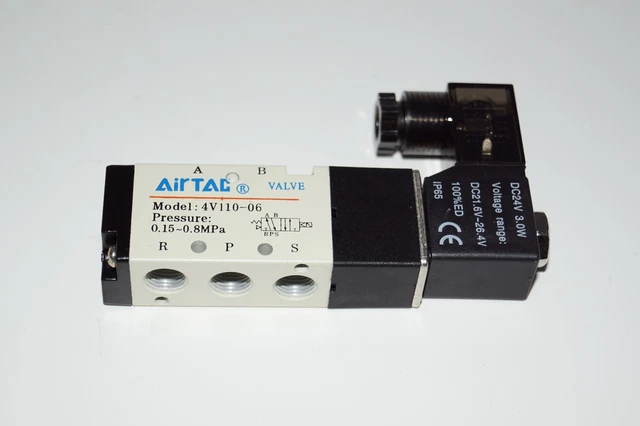 A B
AirTAC ® VALVE
Model: 4V110-06
Pressure:
0.15~0.8MPa
A B
R P S
R P S
DC24V 3.0W
Voltage range:
DC21.6V-26.4V
100%ED
IP65
CE